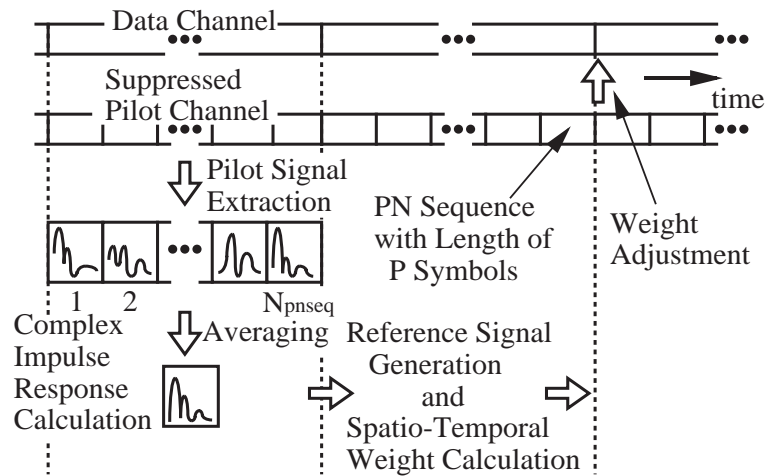 Data Channel
Suppressed
Pilot Channel
time
Pilot Signal
Extraction
PN Sequence
with Length of
P Symbols
Weight
Adjustment
1 2 Npnseq
Complex
Impulse
Response
Calculation
Averaging
Reference Signal
Generation
and
Spatio-Temporal
Weight Calculation